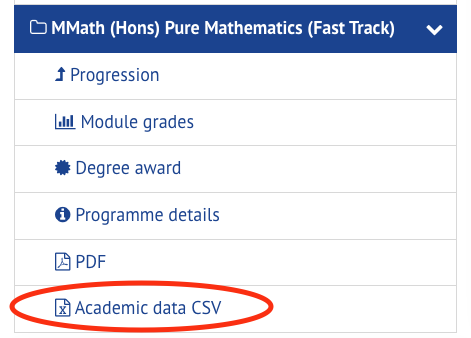 MMath (Hons) Pure Mathematics (Fast Track)
Progression
Module grades
Degree award
Programme details
PDF
Academic data CSV